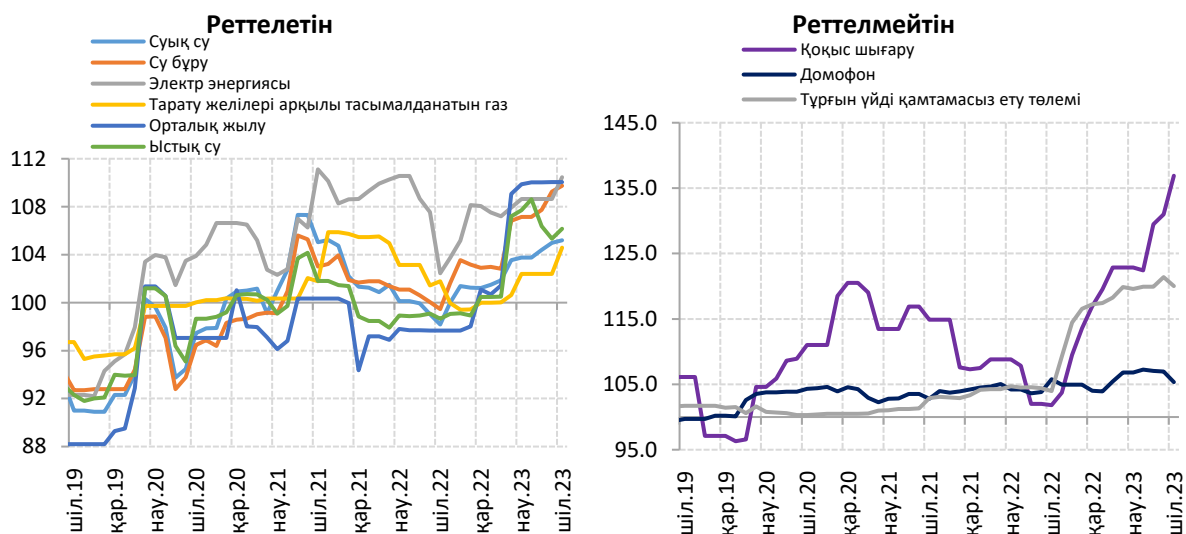 Реттелетін
Суық су
Су бұру
Электр энергиясы
Тарату желілері арқылы тасымалданатын газ
Орталық жылу
Ыстық су
112
108
104
100
96
92
88
шіл.19
қар.19
нау.20
шіл.20
қар.20
нау.21
шіл.21
қар.21
нау.22
шіл.22
қар.22
нау.23
шіл.23
Реттелмейтін
Қоқыс шығару
Домофон
Тұрғын үйді қамтамасыз ету төлемі
145.0
135.0
125.0
115.0
105.0
95.0
шіл.19
қар.19
нау.20
шіл.20
қар.20
нау.21
шіл.21
қар.21
нау.22
шіл.22
қар.22
нау.23
шіл.23